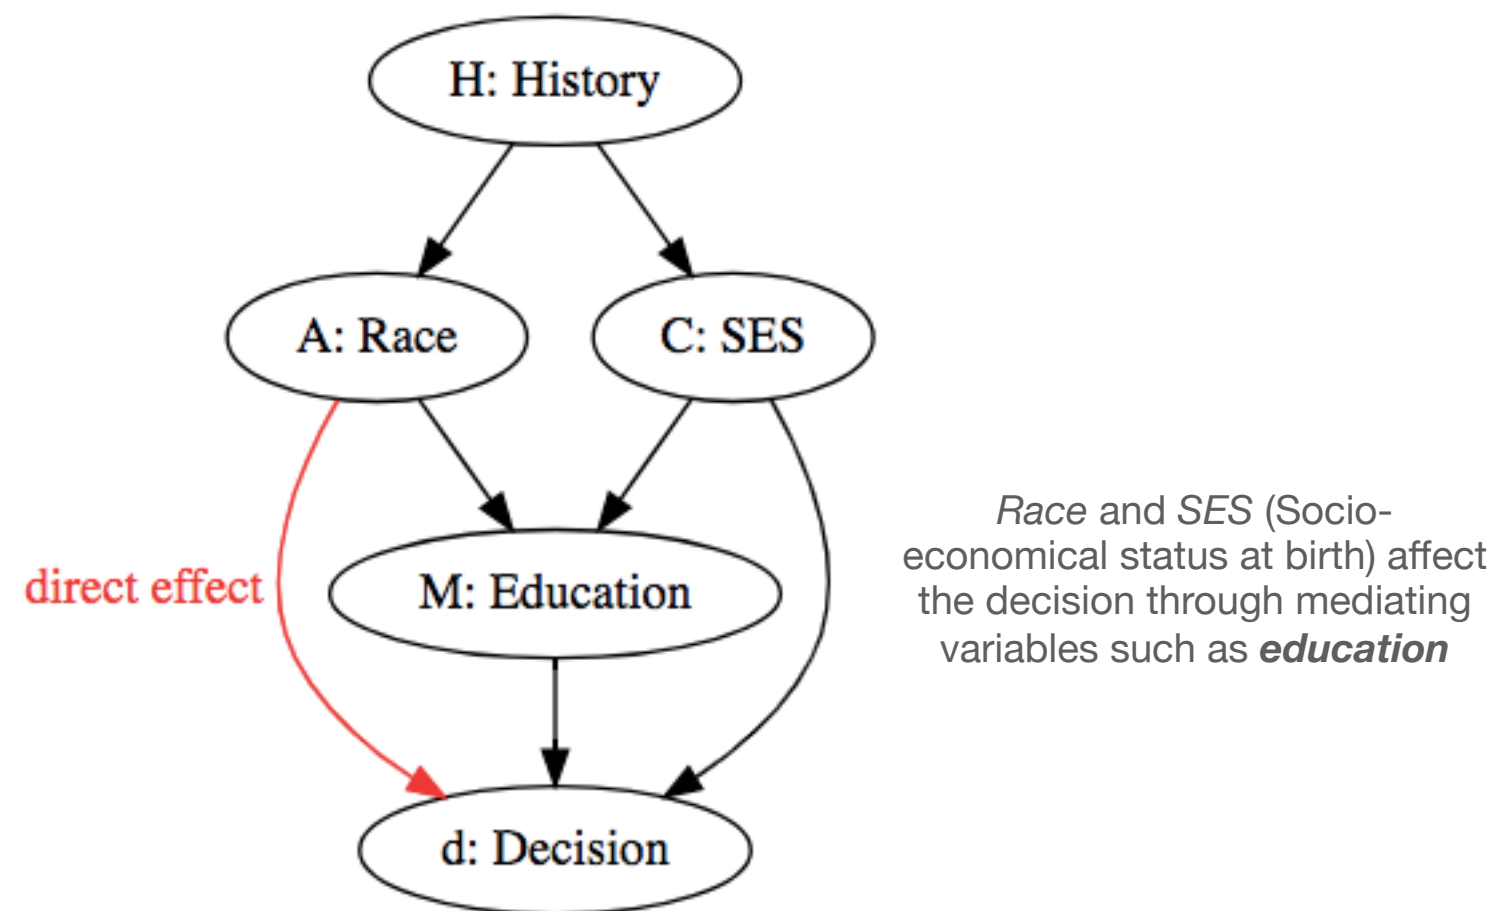 H: History
A: Race
C: SES
direct effect
M: Education
d: Decision
Race and SES (Socio-
economical status at birth) affect
the decision through mediating
variables such as education